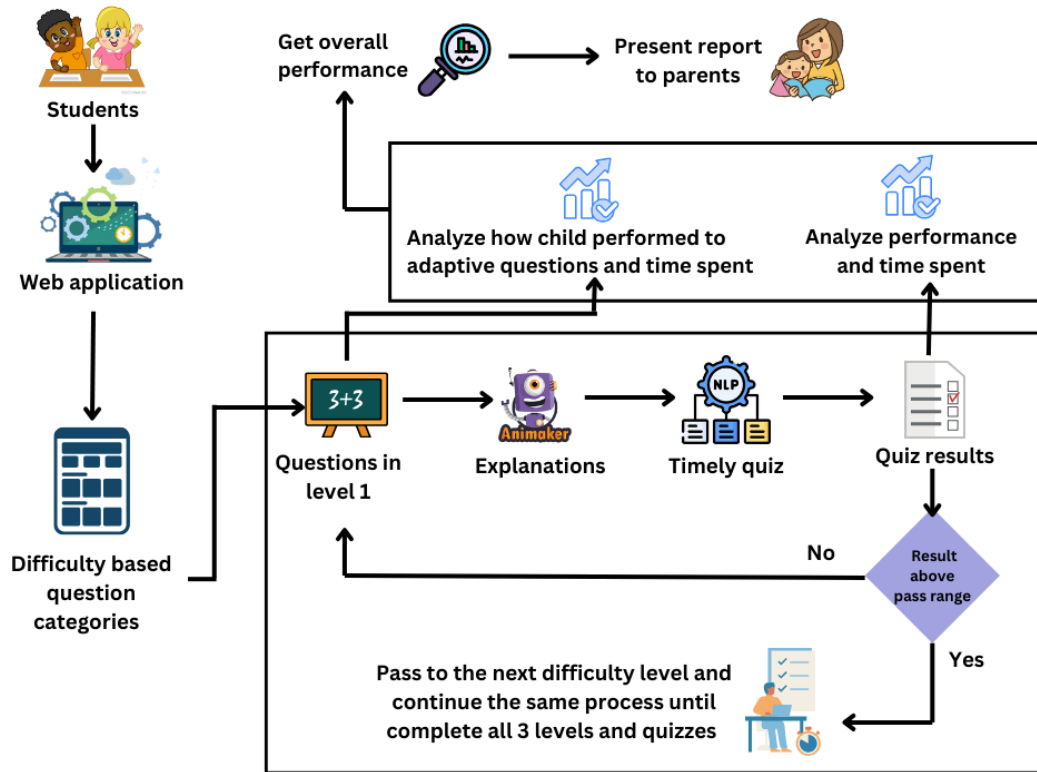 Students
Get overall
performance
Present report
to parents
Web application
Analyze how child performed to
adaptive questions and time spent
Analyze performance
and time spent
Difficulty based
question
categories
3+3
Questions in
level 1
Animaker
Explanations
NLP
Timely quiz
Quiz results
Result
above
pass range
No
Yes
Pass to the next difficulty level and
continue the same process until
complete all 3 levels and quizzes